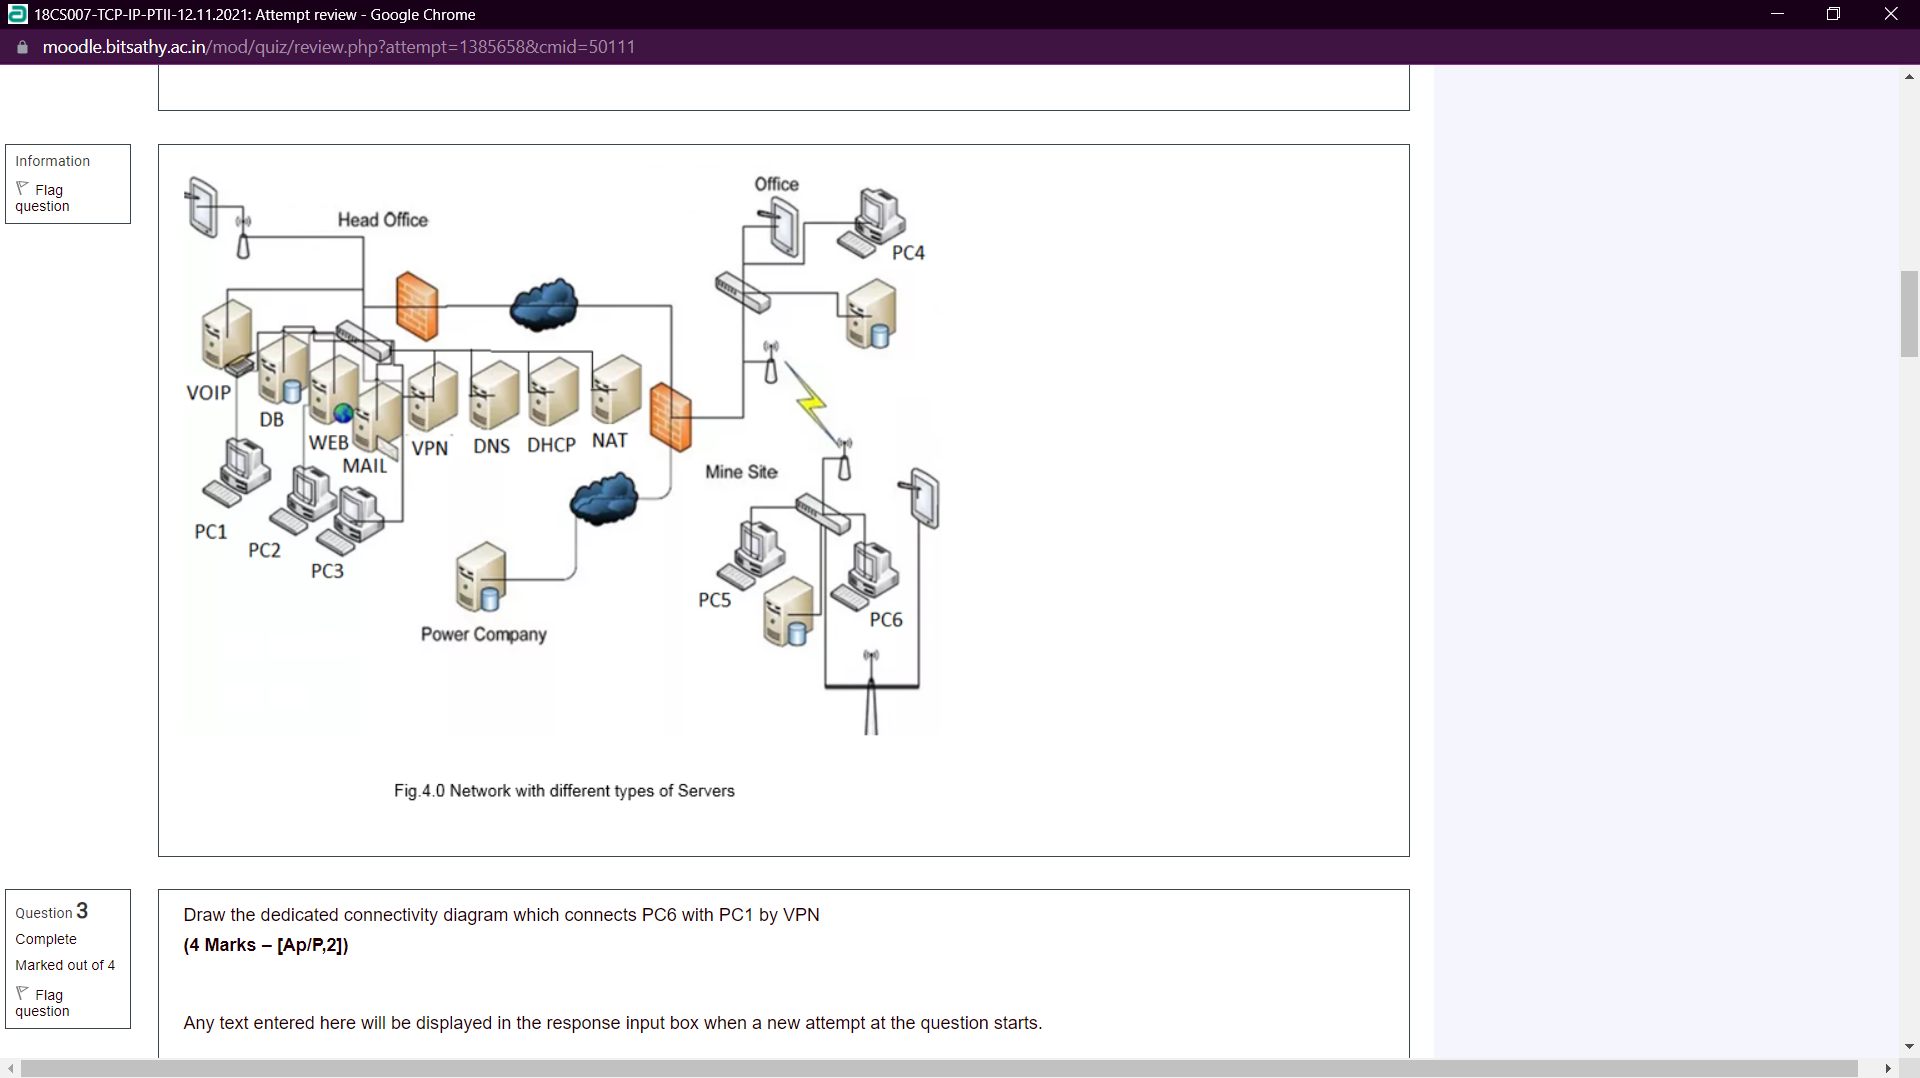 18CS007-TCP-IP-PTII-12.11.2021: Attempt review - Google Chrome
moodle.bitsathy.ac.in/mod/quiz/review.php?attempt=1385658&cmid=50111
Information
Flag
question
Head Office
Office
PC4
VOIP
DB
WEB
MAIL
VPN
DNS
DHCP
NAT
Mine Site
PC1
PC2
PC3
PC5
PC6
Power Company
Fig.4.0 Network with different types of Servers
Question 3
Complete
Marked out of 4
Flag
question
Draw the dedicated connectivity diagram which connects PC6 with PC1 by VPN
(4 Marks – [Ap/P,2])
Any text entered here will be displayed in the response input box when a new attempt at the question starts.